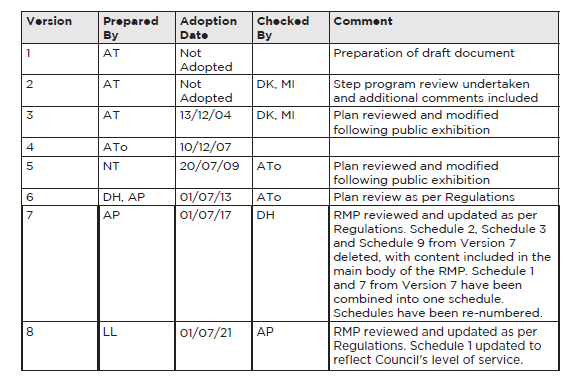 Version Prepared By Adoption Date Checked By Comment
1 AT Not Adopted Preparation of draft document
2 AT Not Adopted DK, MI Step program review undertaken
and additional comments included
3 AT 13/12/04 DK, MI Plan reviewed and modified
following public exhibition
4 ATo 10/12/07
5 NT 20/07/09 ATo Plan reviewed and modified
following public exhibition
6 DH, AP 01/07/13 ATo Plan review as per Regulations
7 AP 01/07/17 DH RMP reviewed and updated as per
Regulations. Schedule 2, Schedule 3
and Schedule 9 from Version 7
deleted, with content included in the
main body of the RMP. Schedule 1
and 7 from Version 7 have been
combined into one schedule.
Schedules have been re-numbered.
8 LL 01/07/21 AP RMP reviewed and updated as per
Regulations. Schedule 1 updated to
reflect Council's level of service.